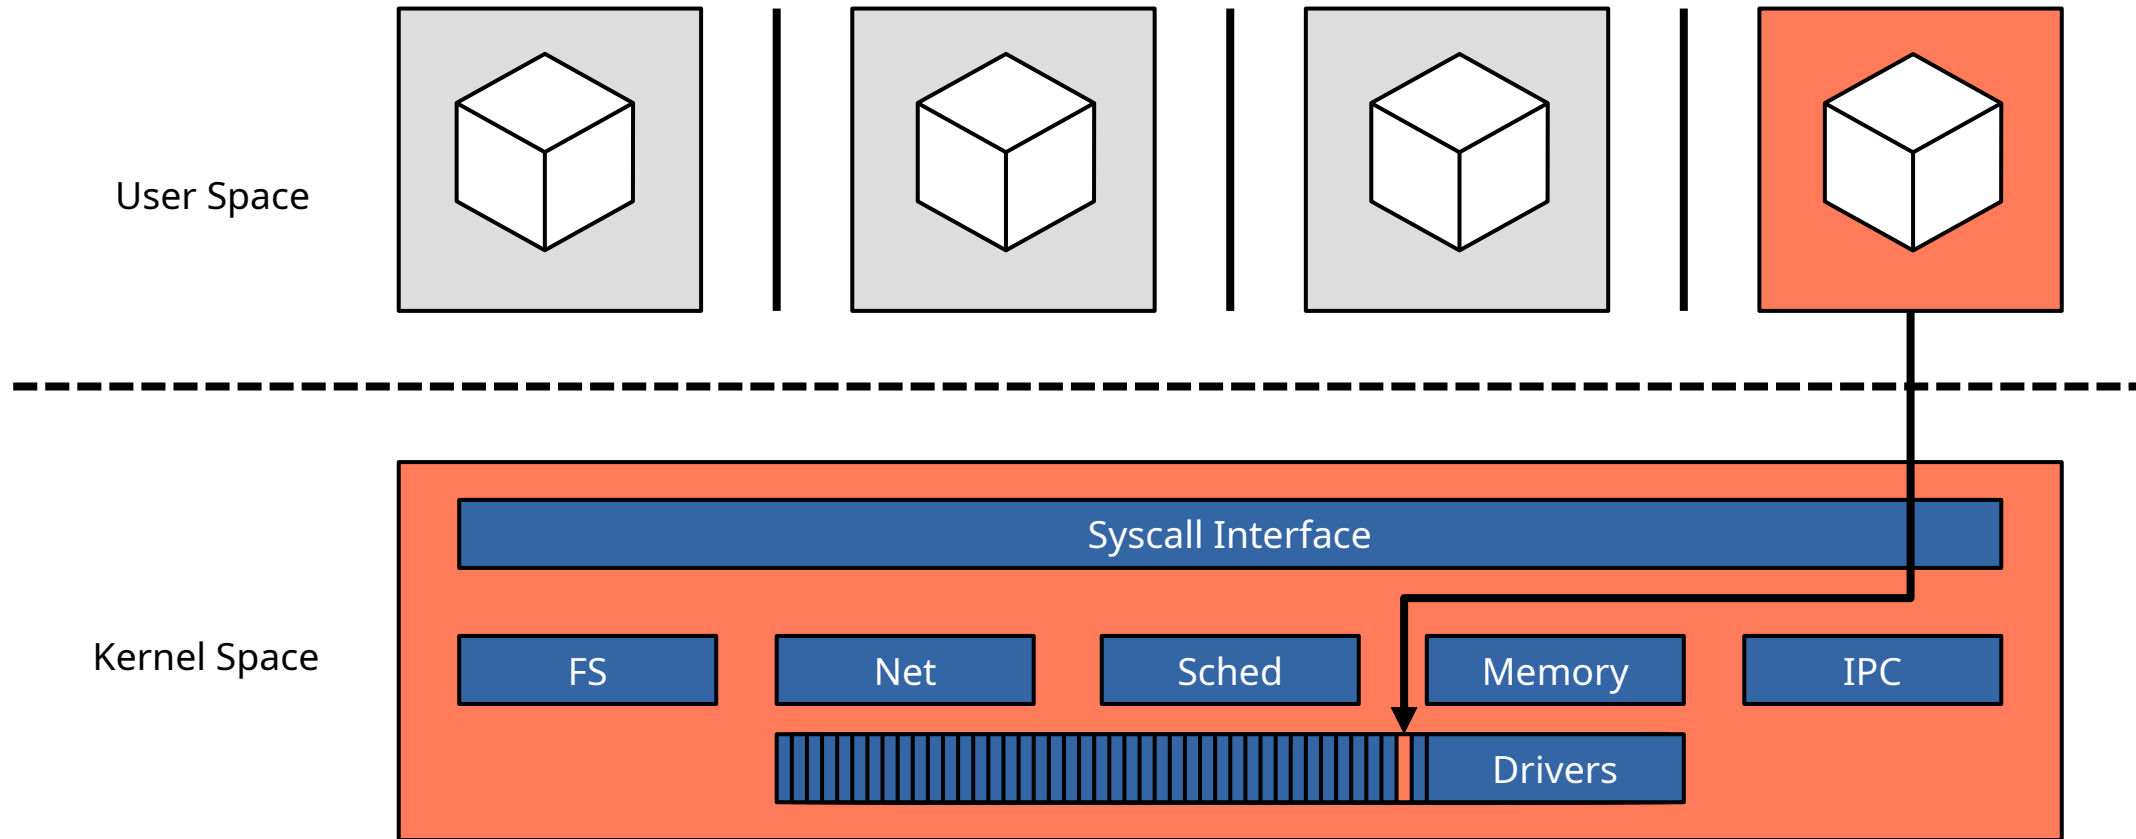 User Space
Syscall Interface
Kernel Space
FS
Net
Sched
Memory
IPC
Drivers